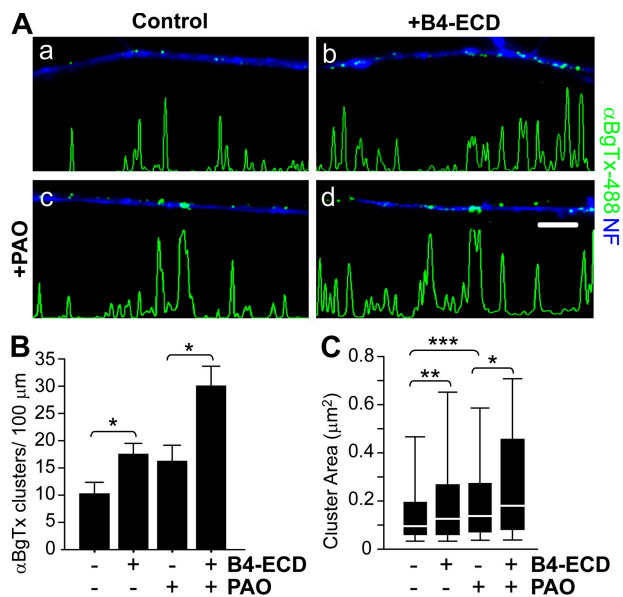 A
Control
+B4-ECD
a
b
c
d
+PAO
αBgTx-488 NF
B
αBgTx clusters/ 100 μm
35
30
25
20
15
10
5
0
*
*
- + - + B4-ECD
- - + + PAO
C
Cluster Area (μm²)
0.8
0.6
0.4
0.2
0
***
**
*
- + - + B4-ECD
- - + + PAO